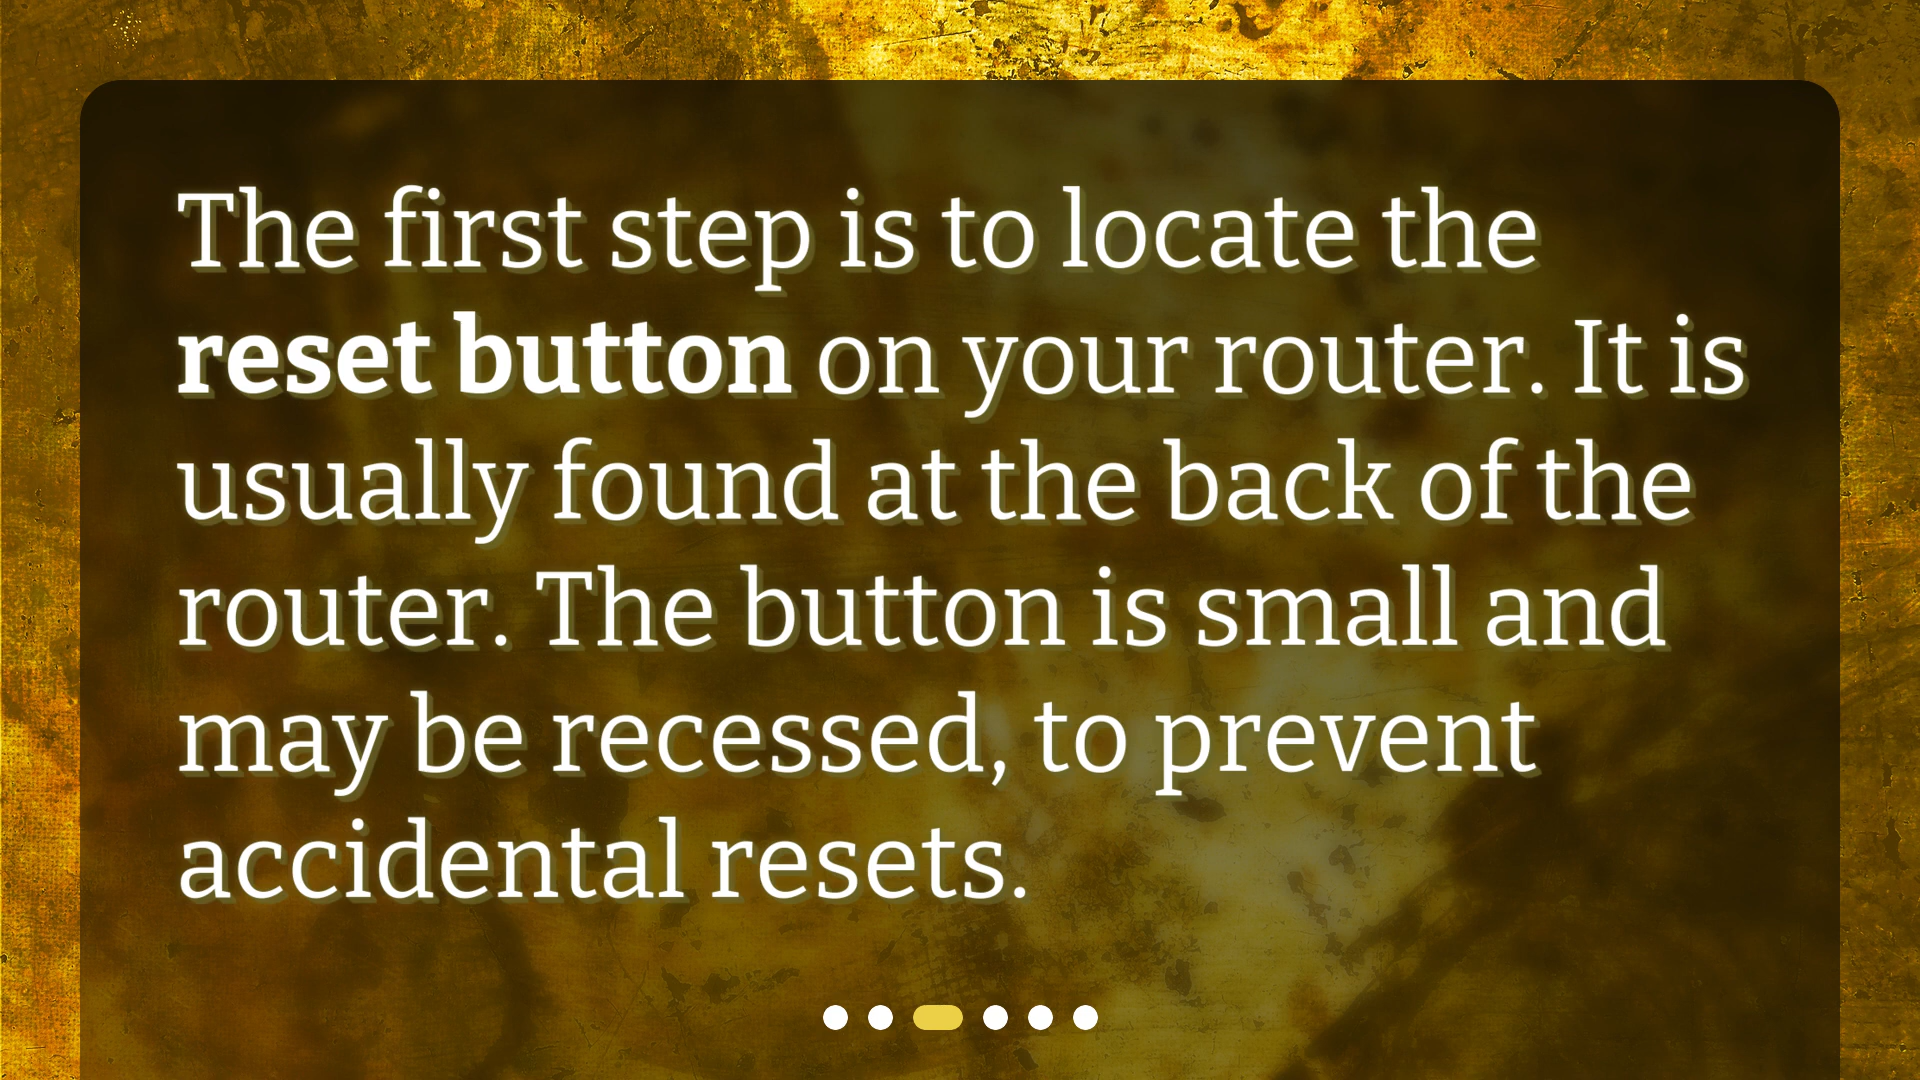 The first step is to locate the
reset button on your router. It is
usually found at the back of the
router. The button is small and
may be recessed, to prevent
accidental resets.